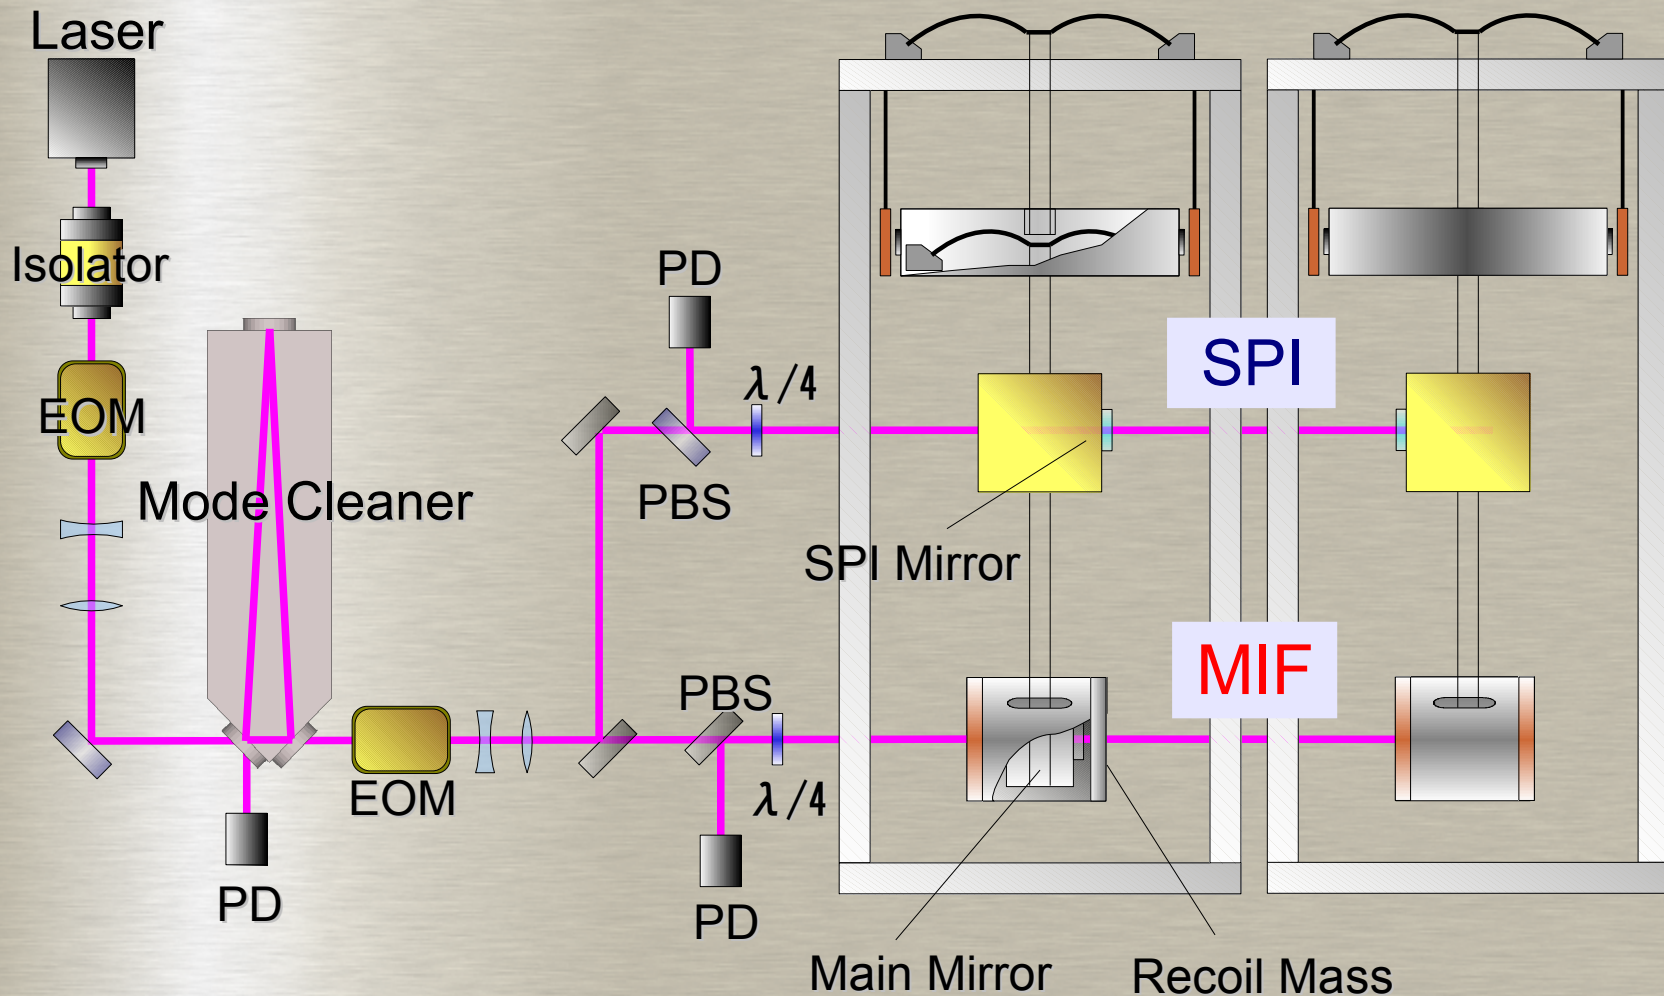 Laser
Isolator
EOM
Mode Cleaner
PD
EOM
PD
λ/4
PBS
SPI
SPI Mirror
PBS
MIF
λ/4
PD
Main Mirror
Recoil Mass